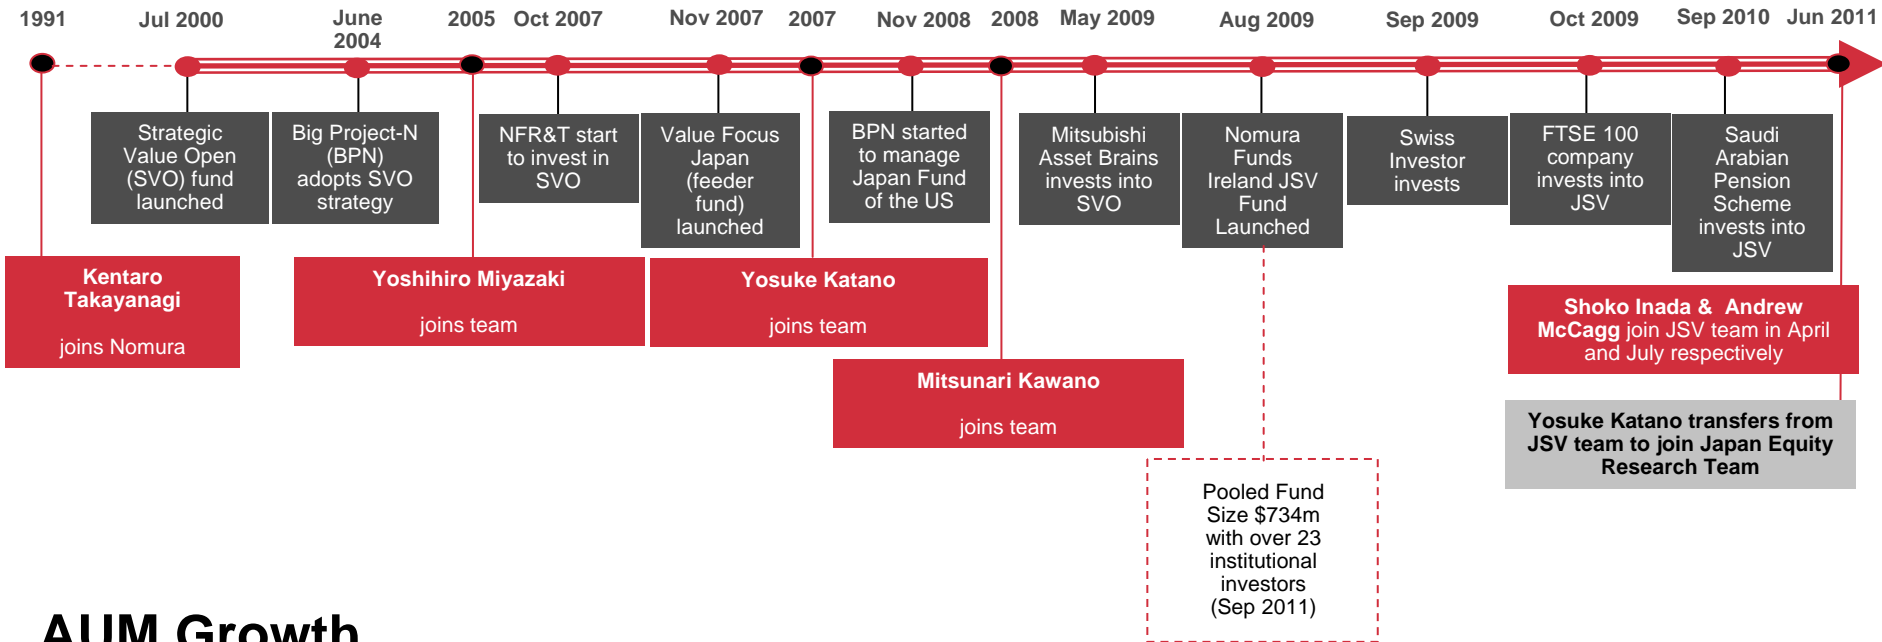 1991
Jul 2000
June
2004
2005
Oct 2007
Nov 2007
2007
Nov 2008
2008
May 2009
Aug 2009
Sep 2009
Oct 2009
Sep 2010
Jun 2011
Strategic
Value Open
(SVO) fund
launched
Big Project-N
(BPN)
adopts SVO
strategy
NFR&T start
to invest in
SVO
Value Focus
Japan
(feeder
fund)
launched
BPN started
to manage
Japan Fund
of the US
Mitsubishi
Asset Brains
invests into
SVO
Nomura
Funds
Ireland JSV
Fund
Launched
Swiss
Investor
invests
FTSE 100
company
invests into
JSV
Saudi
Arabian
Pension
Scheme
invests into
JSV
Kentaro
Takayanagi
joins Nomura
Yoshihiro Miyazaki
joins team
Yosuke Katano
joins team
Mitsunari Kawano
joins team
Shoko Inada & Andrew
McCagg join JSV team in April
and July respectively
Yosuke Katano transfers from
JSV team to join Japan Equity
Research Team
Pooled Fund
Size $734m
with over 23
institutional
investors
(Sep 2011)
AUM Growth